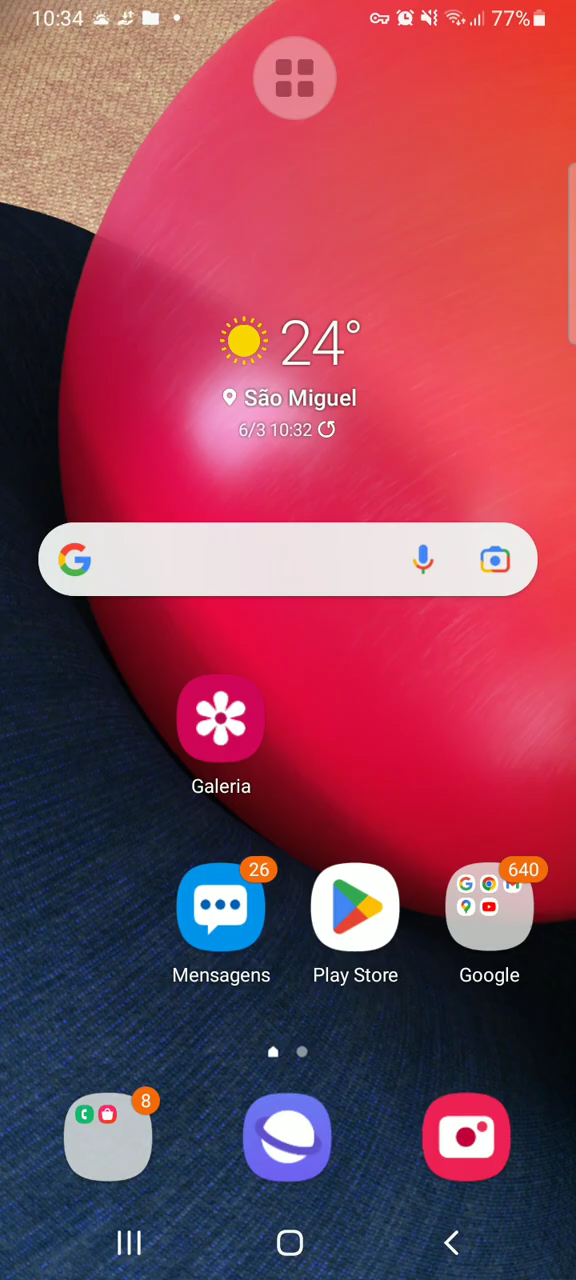 10:34
77%
24°
São Miguel
6/3 10:32
Galeria
26
640
Mensagens
Play Store
Google
8